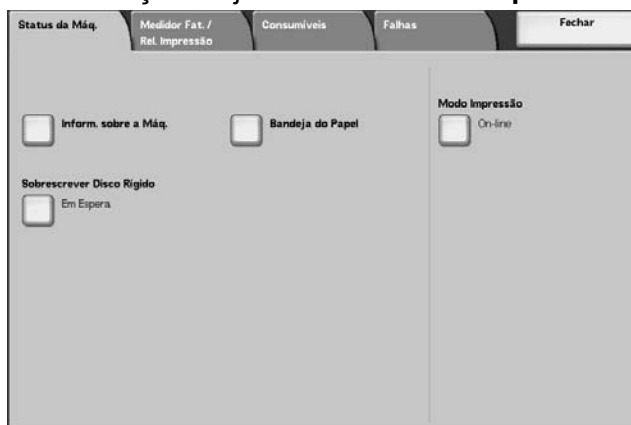 Status da Máq.
Medidor Fat. /
Rel. Impressão
Consumíveis
Falhas
Fechar
Modo Impressão
Inform. sobre a Máq.
Bandeja do Papel
On-line
Sobrescrever Disco Rígido
Em Espera